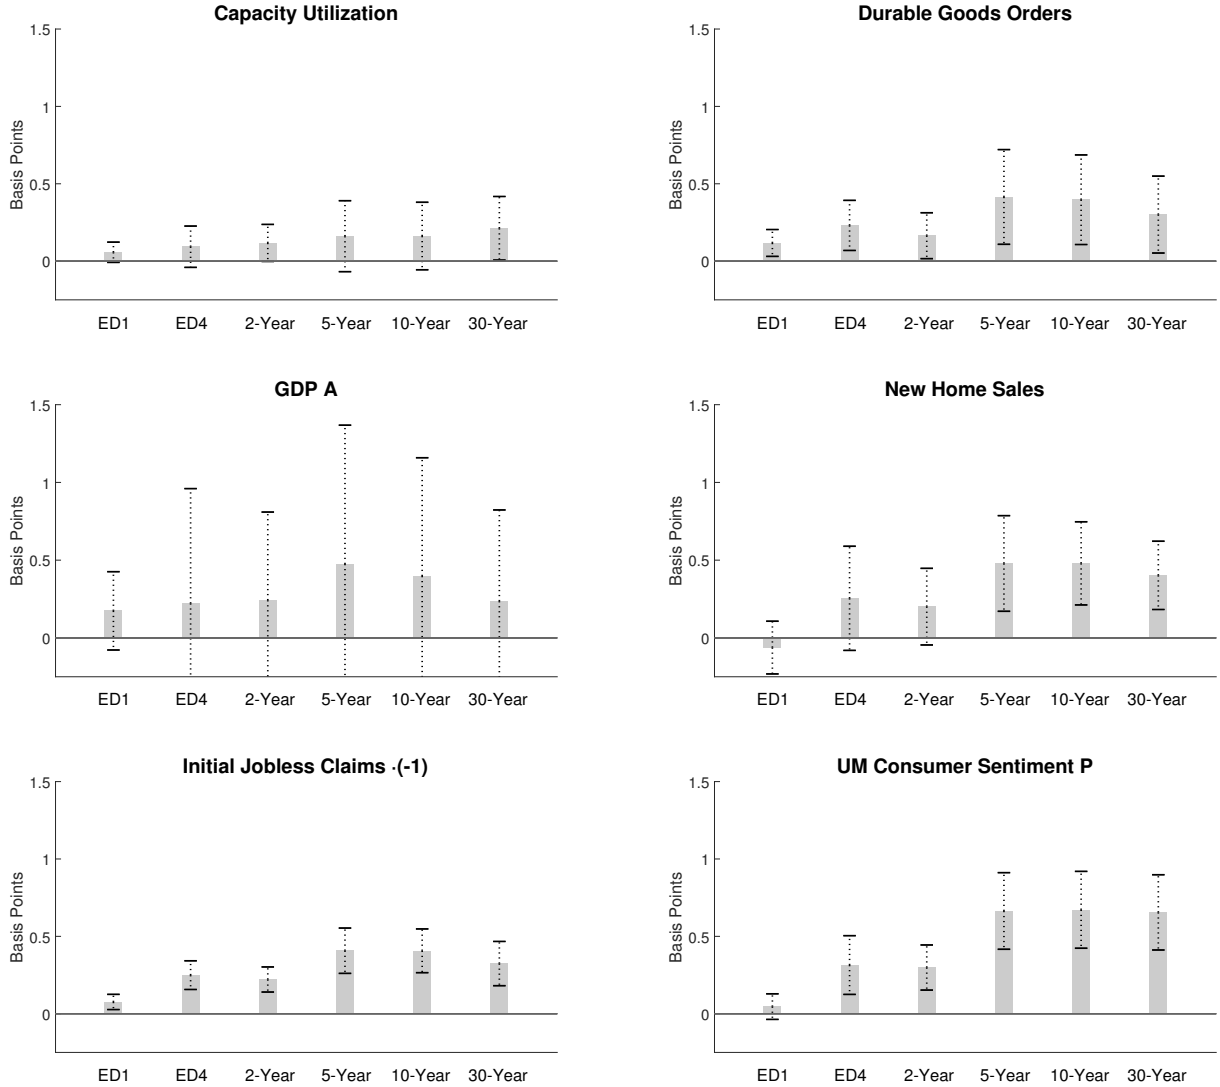 Capacity Utilization
Basis Points
1.5
1
0.5
0
ED1 ED4 2-Year 5-Year 10-Year 30-Year
Durable Goods Orders
Basis Points
1.5
1
0.5
0
ED1 ED4 2-Year 5-Year 10-Year 30-Year
GDP A
Basis Points
1.5
1
0.5
0
ED1 ED4 2-Year 5-Year 10-Year 30-Year
New Home Sales
Basis Points
1.5
1
0.5
0
ED1 ED4 2-Year 5-Year 10-Year 30-Year
Initial Jobless Claims ·(-1)
Basis Points
1.5
1
0.5
0
ED1 ED4 2-Year 5-Year 10-Year 30-Year
UM Consumer Sentiment P
Basis Points
1.5
1
0.5
0
ED1 ED4 2-Year 5-Year 10-Year 30-Year